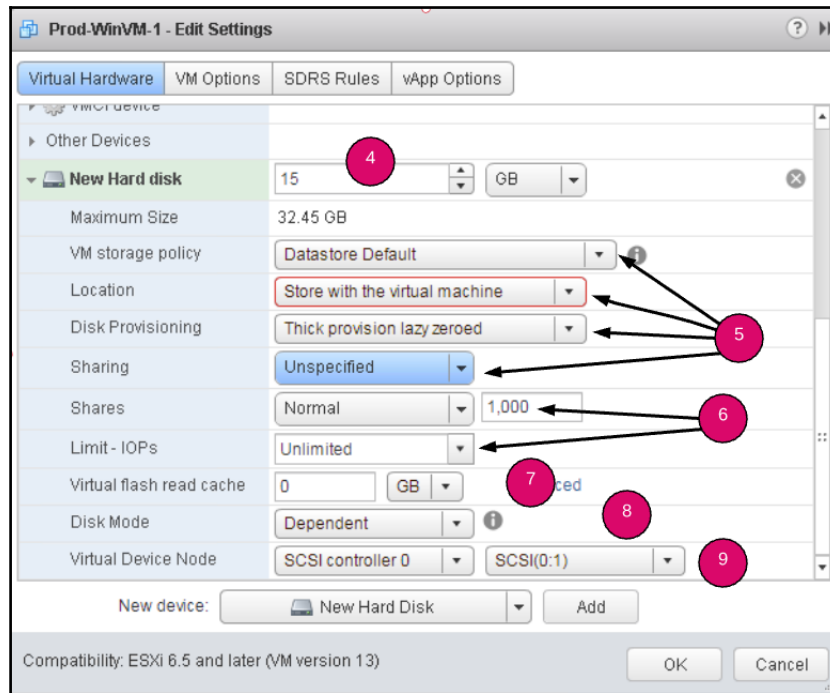 Prod-WinVM-1 - Edit Settings ?
Virtual Hardware VM Options SDRS Rules vApp Options
VMCI device
Other Devices
4
New Hard disk 15 GB
Maximum Size 32.45 GB
VM storage policy Datastore Default
Location Store with the virtual machine
Disk Provisioning Thick provision lazy zeroed
5
Sharing Unspecified
Shares Normal 1,000
6
Limit - IOPs Unlimited
Virtual flash read cache 0 GB 7 ced
Disk Mode Dependent 8
Virtual Device Node SCSI controller 0 SCSI(0:1) 9
New device: New Hard Disk Add
Compatibility: ESXi 6.5 and later (VM version 13) OK Cancel